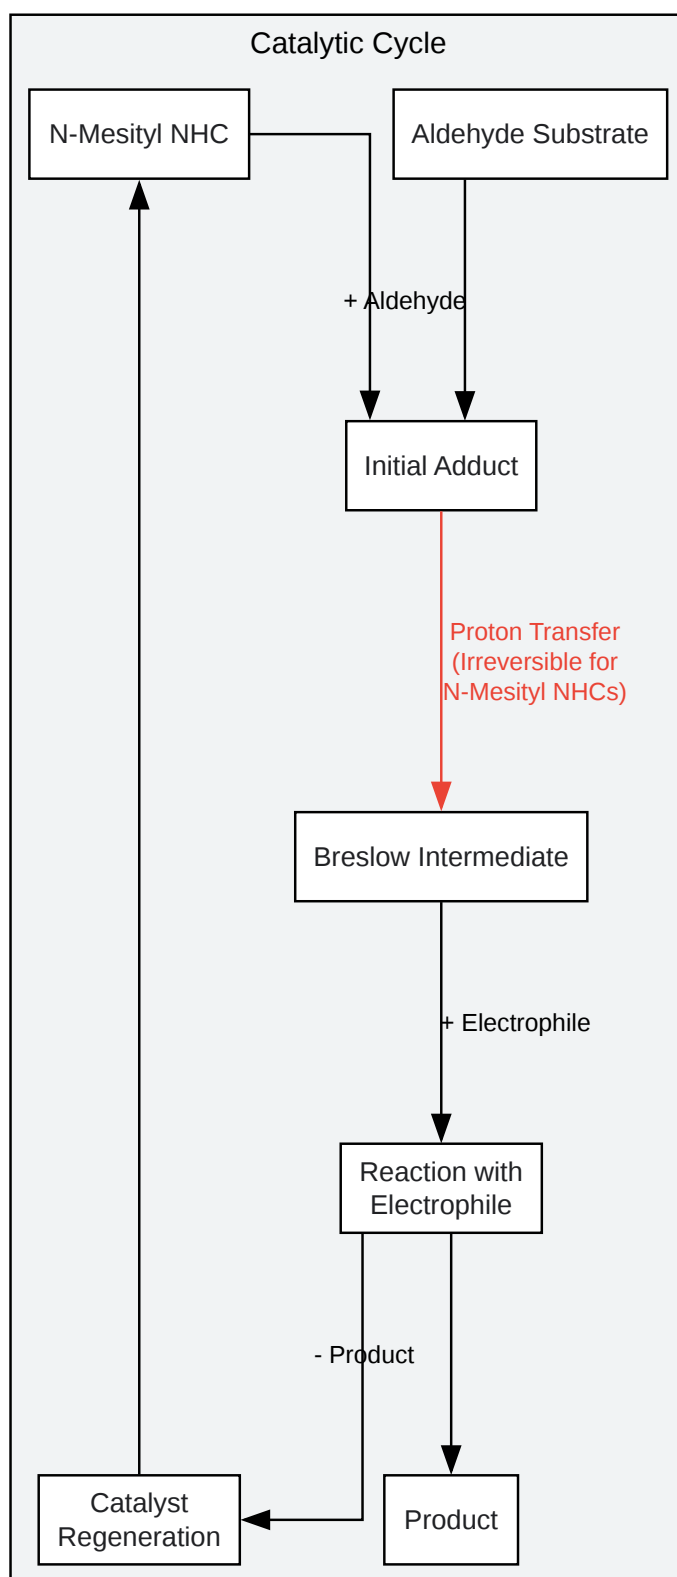 Catalytic Cycle
N-Mesityl NHC
Aldehyde Substrate
+ Aldehyde
Initial Adduct
Proton Transfer
(Irreversible for
N-Mesityl NHCs)
Breslow Intermediate
+ Electrophile
Reaction with
Electrophile
- Product
Catalyst
Regeneration
Product